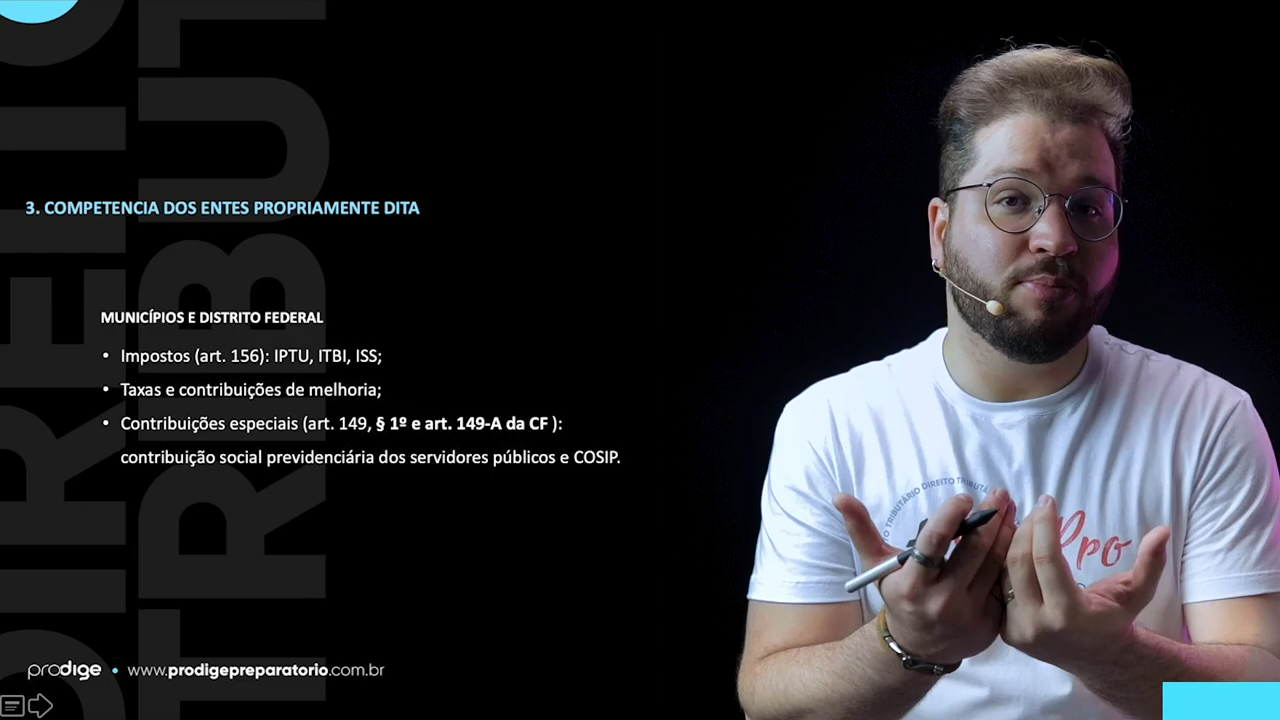 3. COMPETENCIA DOS ENTES PROPRIAMENTE DITA
MUNICÍPIOS E DISTRITO FEDERAL
• Impostos (art. 156): IPTU, ITBI, ISS;
• Taxas e contribuições de melhoria;
• Contribuições especiais (art. 149, § 1º e art. 149-A da CF ):
contribuição social previdenciária dos servidores públicos e COSIP.
TRIBUTÁRIO DIREITO
prodige • www.prodigepreparatorio.com.br